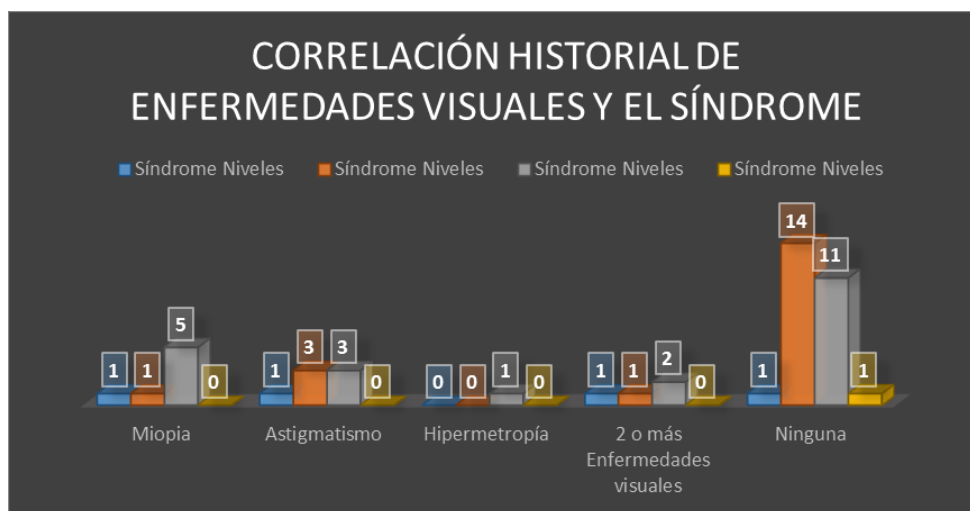 CORRELACIÓN HISTORIAL DE
ENFERMEDADES VISUALES Y EL SÍNDROME
Síndrome Niveles Síndrome Niveles Síndrome Niveles Síndrome Niveles
1 1 5 0
1 3 3 0
0 0 1 0
1 1 2 0
1 14 11 1
Miopia
Astigmatismo
Hipermetropía
2 o más
Enfermedades
visuales
Ninguna